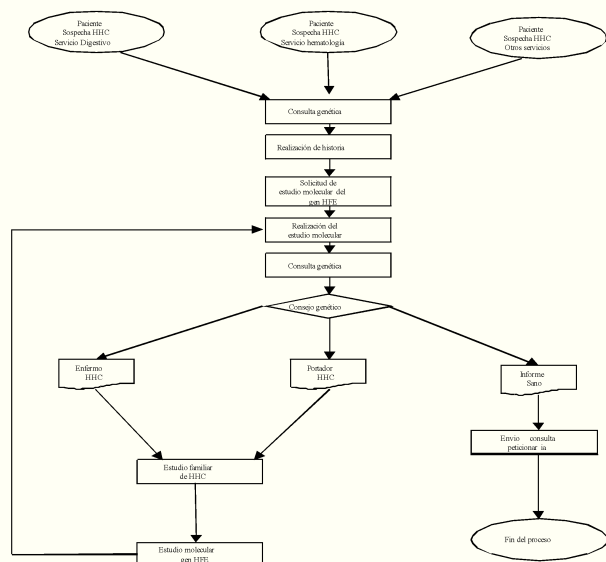 Paciente
Sospecha HHC
Servicio Digestivo
Paciente
Sospecha HHC
Servicio hematología
Paciente
Sospecha HHC
Otros servicios
Consulta genética
Realización de historia
Solicitud de
estudio molecular del
gen HFE
Realización del
estudio molecular
Consulta genética
Consejo genético
Enfermo
HHC
Portador
HHC
Informe
Sano
Envio consulta
peticionar ia
Estudio familiar
de HHC
Fin del proceso
Estudio molecular
gen HFE